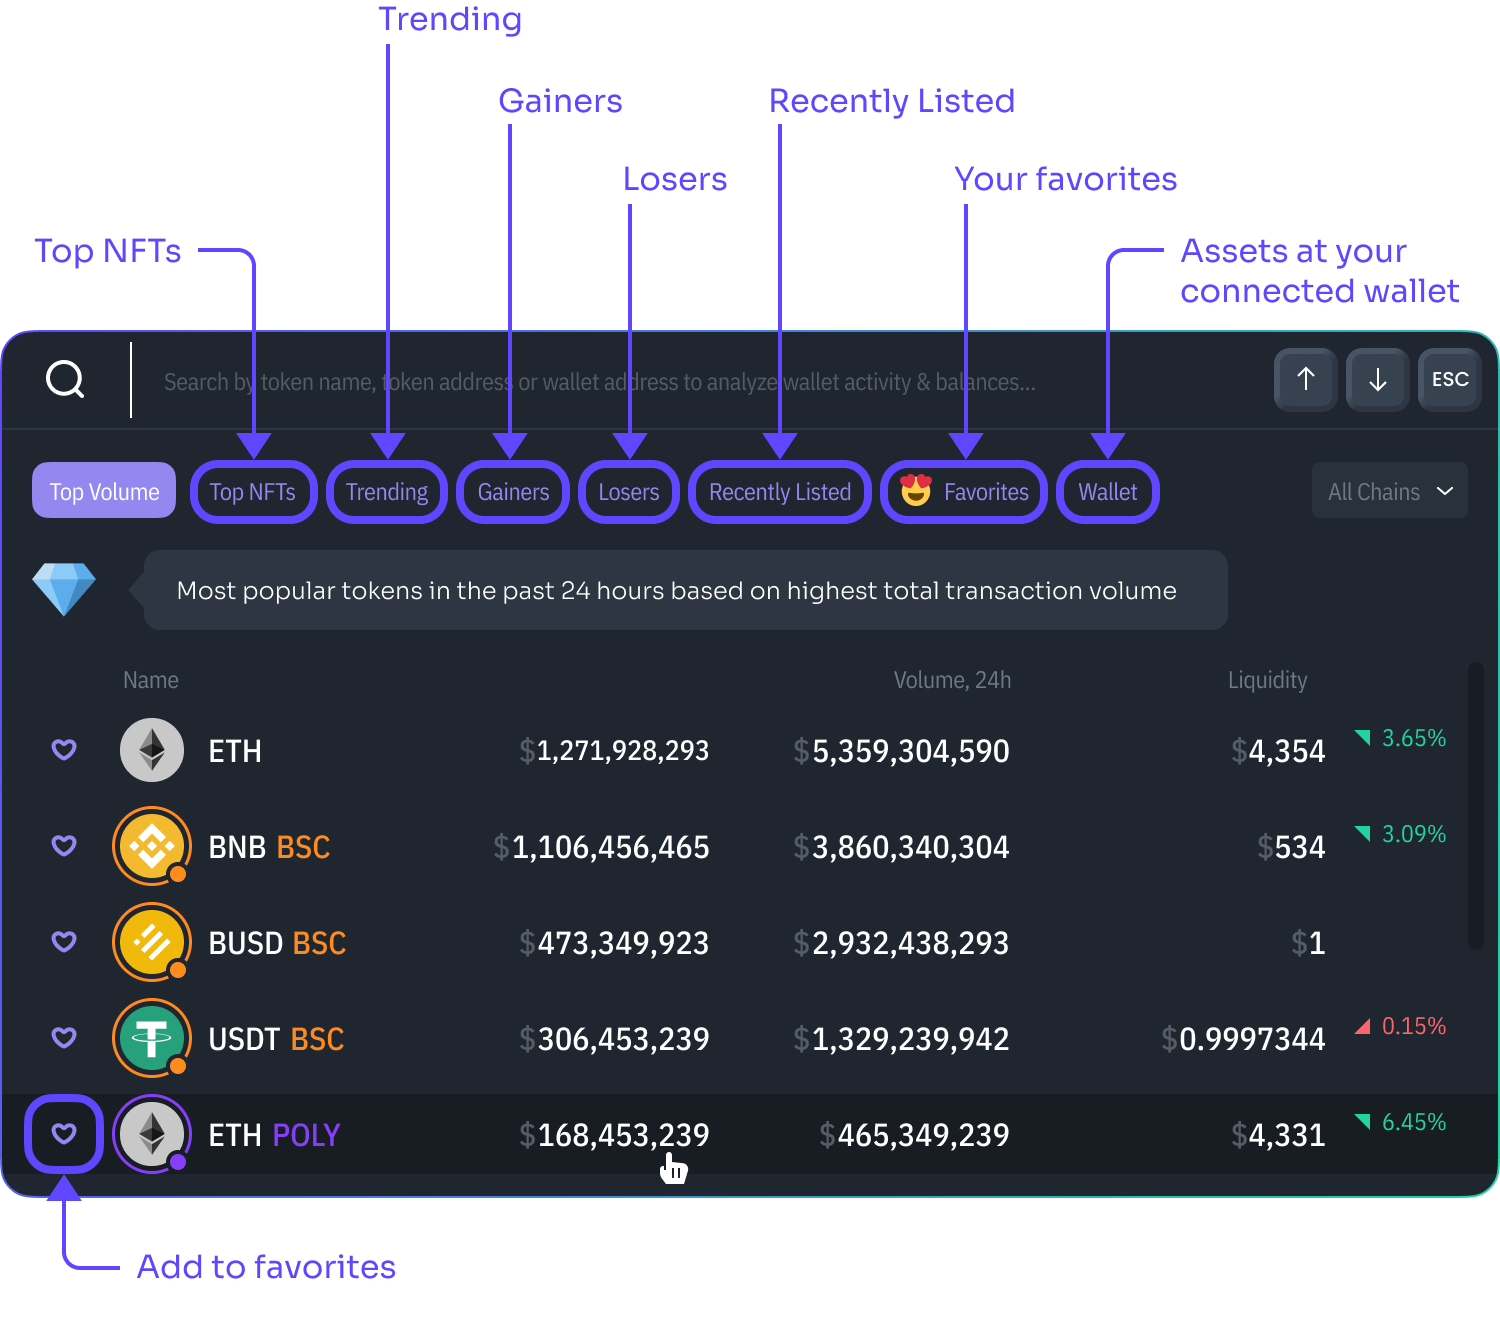 Trending
Gainers
Recently Listed
Losers
Your favorites
Top NFTs
Assets at your
connected wallet
Search by token name, token address or wallet address to analyze wallet activity & balances...
ESC
Top Volume
Top NFTs
Trending
Gainers
Losers
Recently Listed
Favorites
Wallet
All Chains
Most popular tokens in the past 24 hours based on highest total transaction volume
Name Volume, 24h Liquidity
ETH $1,271,928,293 $5,359,304,590 $4,354 3.65%
BNB BSC $1,106,456,465 $3,860,340,304 $534 3.09%
BUSD BSC $473,349,923 $2,932,438,293 $1
USDT BSC $306,453,239 $1,329,239,942 $0.9997344 0.15%
ETH POLY $168,453,239 $465,349,239 $4,331 6.45%
Add to favorites